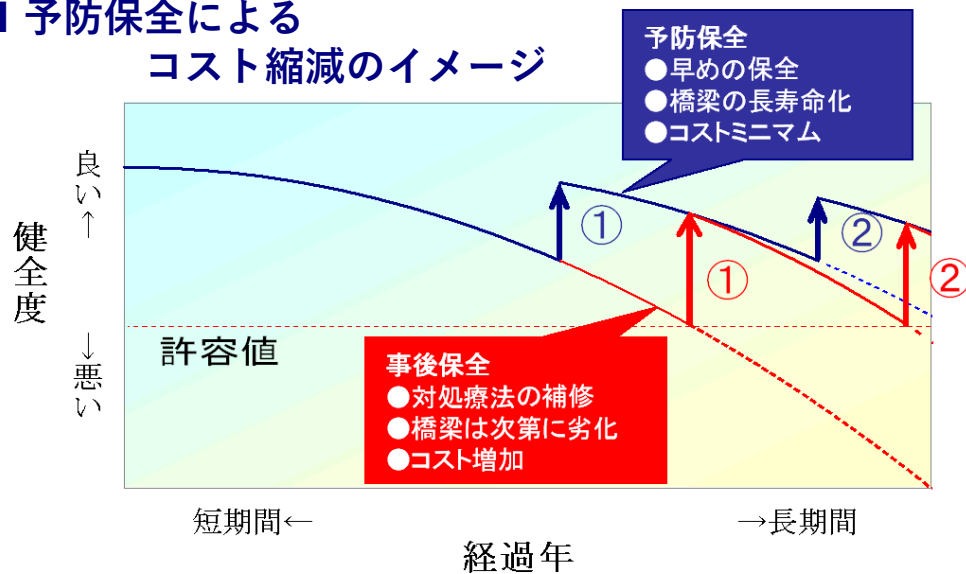 予防保全による
コスト縮減のイメージ
予防保全
●早めの保全
●橋梁の長寿命化
●コストミニマム
良い↑
健全度
↓悪い
①
②
①
②
許容値
事後保全
●対処療法の補修
●橋梁は次第に劣化
●コスト増加
短期間←
→長期間
経過年